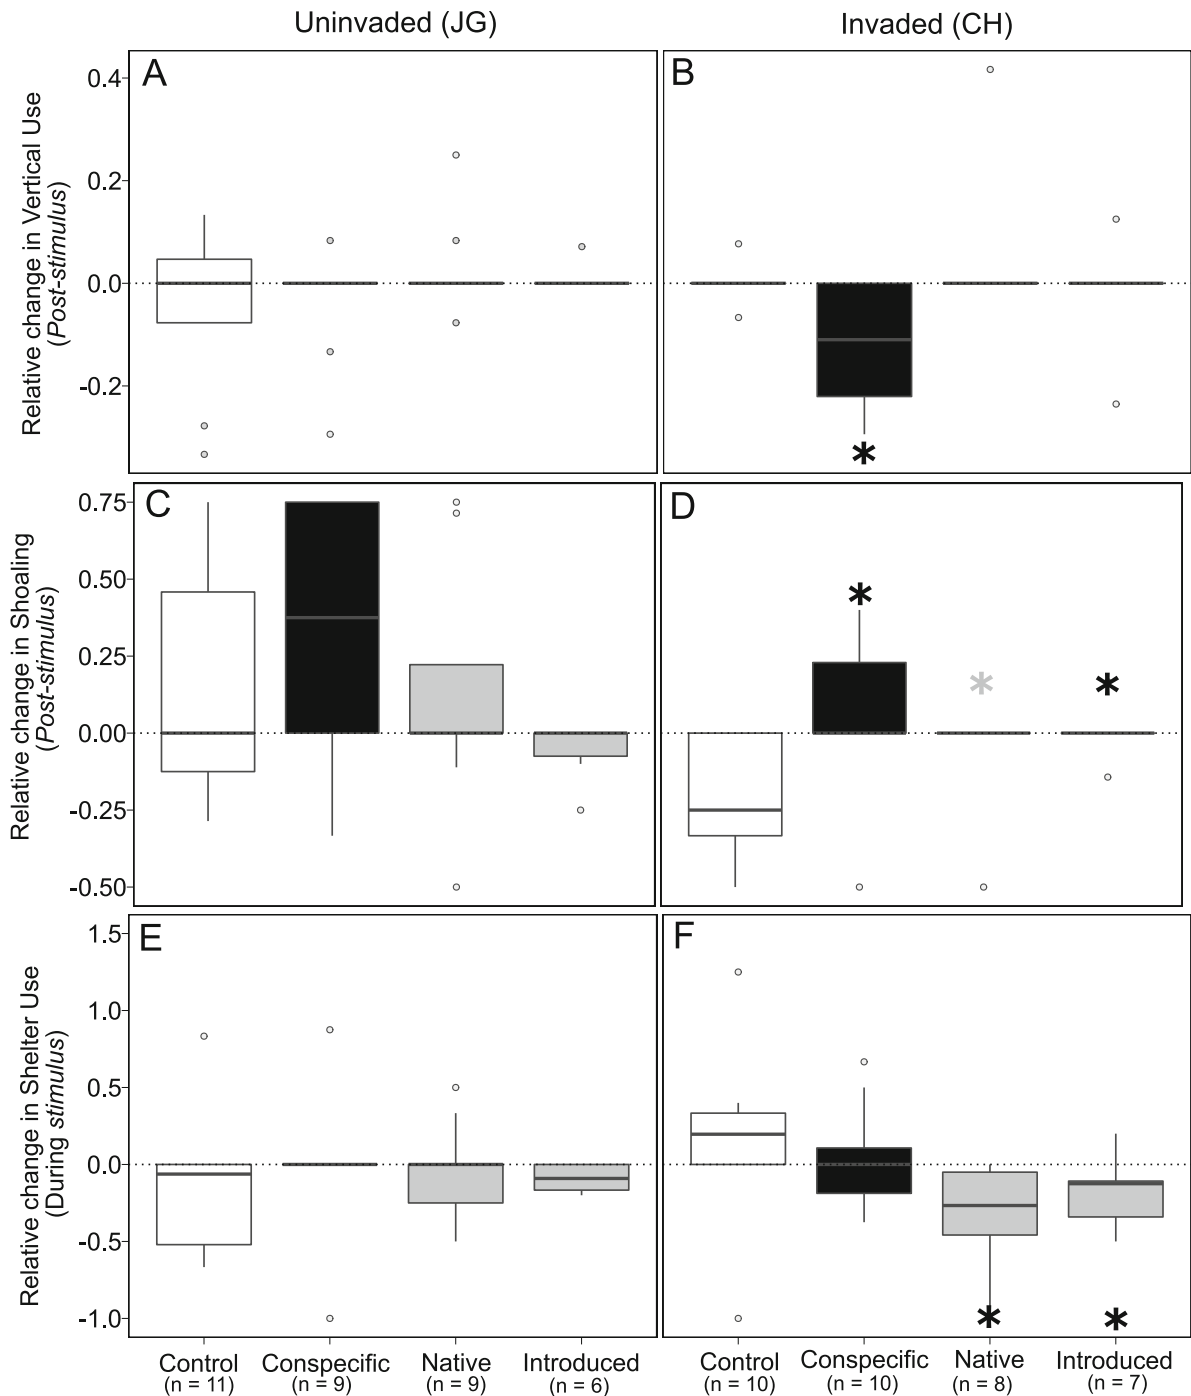 Uninvaded (JG)
Invaded (CH)
Relative change in Vertical Use
(Post-stimulus)
A
0.4
0.2
0.0
-0.2
B
*
Relative change in Shoaling
(Post-stimulus)
C
0.75
0.50
0.25
0.00
-0.25
-0.50
D
*
* *
Relative change in Shelter Use
(During stimulus)
E
1.5
1.0
0.5
0.0
-0.5
-1.0
F
* *
Control Conspecific Native Introduced
(n = 11) (n = 9) (n = 9) (n = 6)
Control Conspecific Native Introduced
(n = 10) (n = 10) (n = 8) (n = 7)